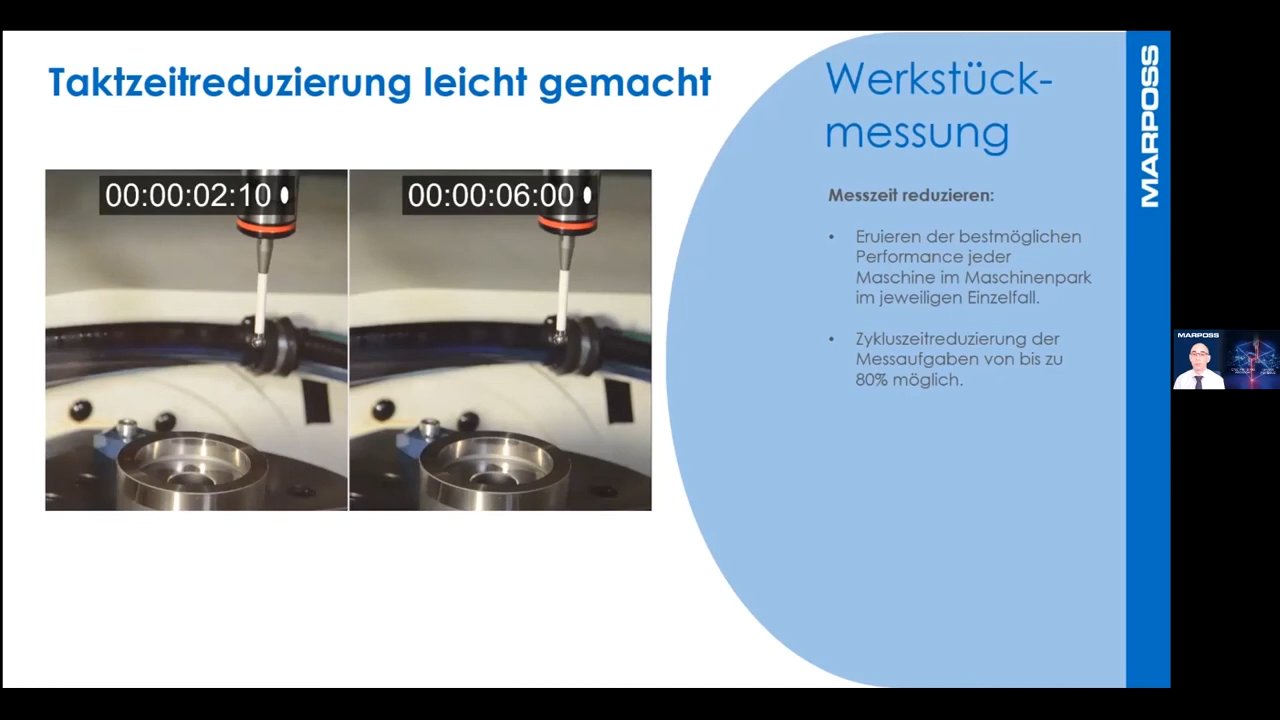 Taktzeitreduzierung leicht gemacht
00:00:02:10
00:00:06:00
Werkstück-
messung
Messzeit reduzieren:
• Eruieren der bestmöglichen
Performance jeder
Maschine im Maschinenpark
im jeweiligen Einzelfall.
• Zykluszeitreduzierung der
Messaufgaben von bis zu
80% möglich.
MARPOSS
MARPOSS